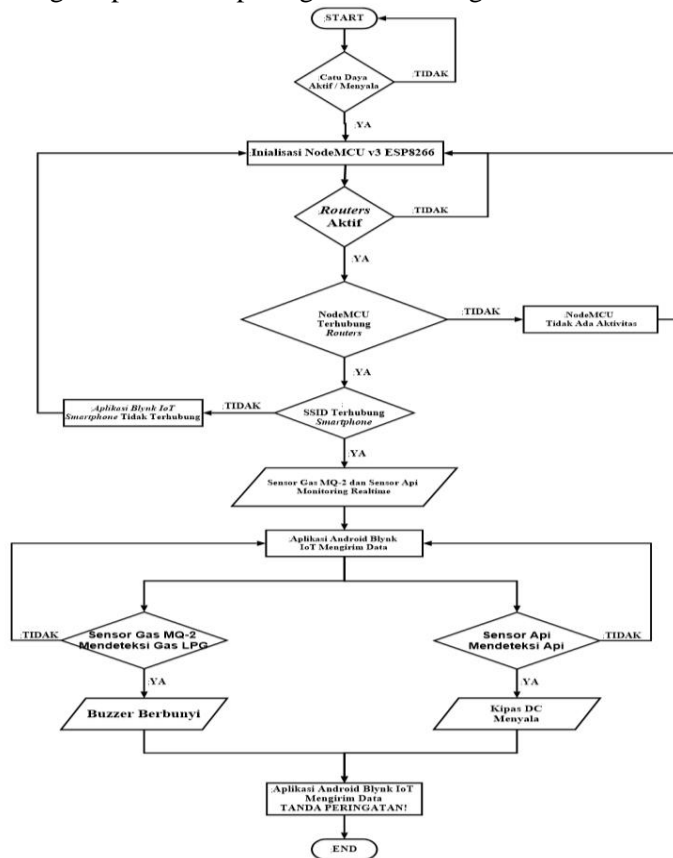 START
Catu Daya
Aktif / Menyala
TIDAK
YA
Inialisasi NodeMCU v3 ESP8266
Routers
Aktif
TIDAK
YA
NodeMCU
Terhubung
Routers
TIDAK
NodeMCU
Tidak Ada Aktivitas
YA
SSID Terhubung
Smartphone
TIDAK
Aplikasi Blynk IoT
Smartphone Tidak Terhubung
YA
Sensor Gas MQ-2 dan Sensor Api
Monitoring Realtime
Aplikasi Android Blynk
IoT Mengirim Data
TIDAK
Sensor Gas MQ-2
Mendeteksi Gas LPG
Sensor Api
Mendeteksi Api
TIDAK
YA
YA
Buzzer Berbunyi
Kipas DC
Menyala
Aplikasi Android Blynk IoT
Mengirim Data
TANDA PERINGATAN!
END